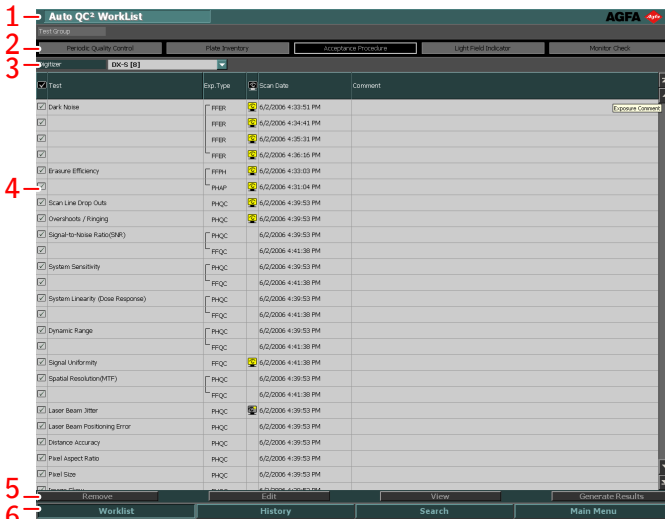 1 Auto QC² WorkList AGFA
Test Group
2 Periodic Quality Control Plate Inventory Acceptance Procedure Light Field Indicator Monitor Check
3 Digitizer DX-S [B]
Test Exp.Type Scan Date Comment
Dark Noise FFER 6/2/2006 4:33:51 PM Exposure Comment
FFER 6/2/2006 4:34:41 PM
FFER 6/2/2006 4:35:31 PM
FFER 6/2/2006 4:36:16 PM
Erasure Efficiency FFPH 6/2/2006 4:33:03 PM
4 PHAP 6/2/2006 4:31:04 PM
Scan Line Drop Outs PHQC 6/2/2006 4:39:53 PM
Overshoots / Ringing PHQC 6/2/2006 4:39:53 PM
Signal-to-Noise Ratio(SNR) PHQC 6/2/2006 4:39:53 PM
FFQC 6/2/2006 4:41:38 PM
System Sensitivity PHQC 6/2/2006 4:39:53 PM
FFQC 6/2/2006 4:41:38 PM
System Linearity (Dose Response) PHQC 6/2/2006 4:39:53 PM
FFQC 6/2/2006 4:41:38 PM
Dynamic Range PHQC 6/2/2006 4:39:53 PM
FFQC 6/2/2006 4:41:38 PM
Signal Uniformity FFQC 6/2/2006 4:41:38 PM
Spatial Resolution(MTF) PHQC 6/2/2006 4:39:53 PM
FFQC 6/2/2006 4:41:38 PM
Laser Beam Jitter PHQC 6/2/2006 4:39:53 PM
Laser Beam Positioning Error PHQC 6/2/2006 4:39:53 PM
Distance Accuracy PHQC 6/2/2006 4:39:53 PM
Pixel Aspect Ratio PHQC 6/2/2006 4:39:53 PM
Pixel Size PHQC 6/2/2006 4:39:53 PM
5 Remove Edit View Generate Results
6 Worklist History Search Main Menu